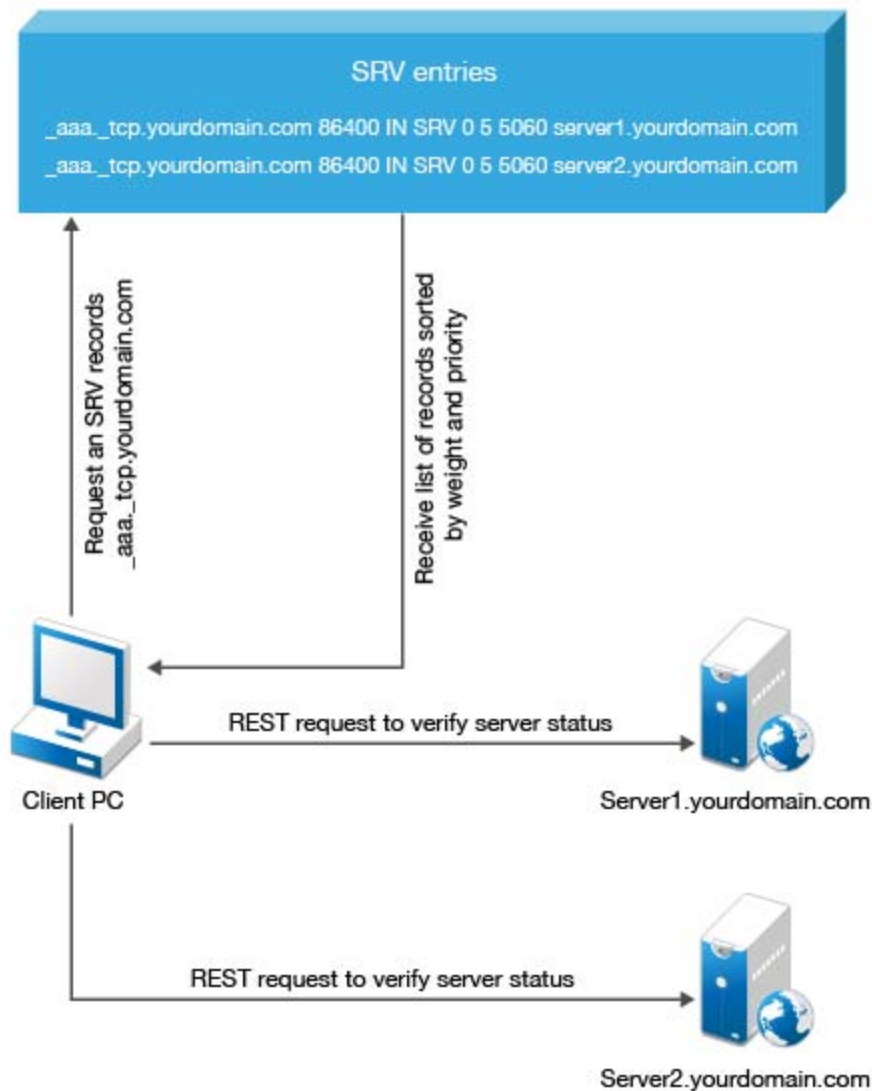 SRV entries
_aaa._tcp.yourdomain.com 86400 IN SRV 0 5 5060 server1.yourdomain.com
_aaa._tcp.yourdomain.com 86400 IN SRV 0 5 5060 server2.yourdomain.com
Request an SRV records
_aaa._tcp.yourdomain.com
Receive list of records sorted
by weight and priority
REST request to verify server status
Client PC
Server1.yourdomain.com
REST request to verify server status
Server2.yourdomain.com